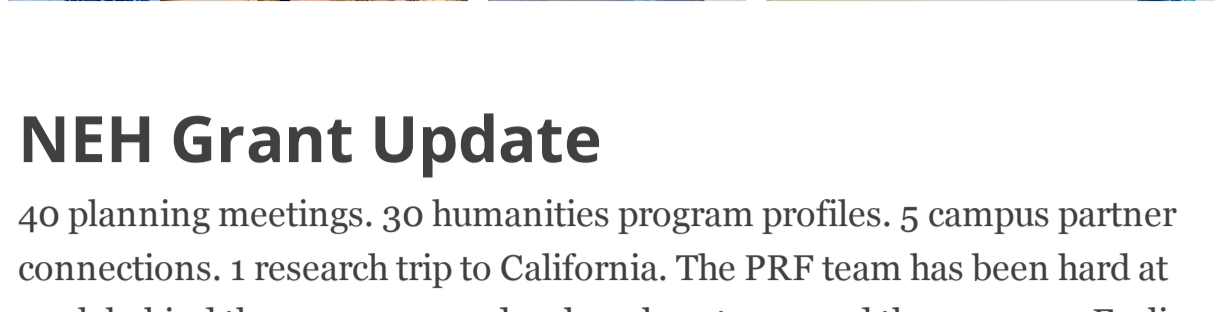 NEH Grant Update
40 planning meetings. 30 humanities program profiles. 5 campus partner
connections. 1 research trip to California. The PRF team has been hard at